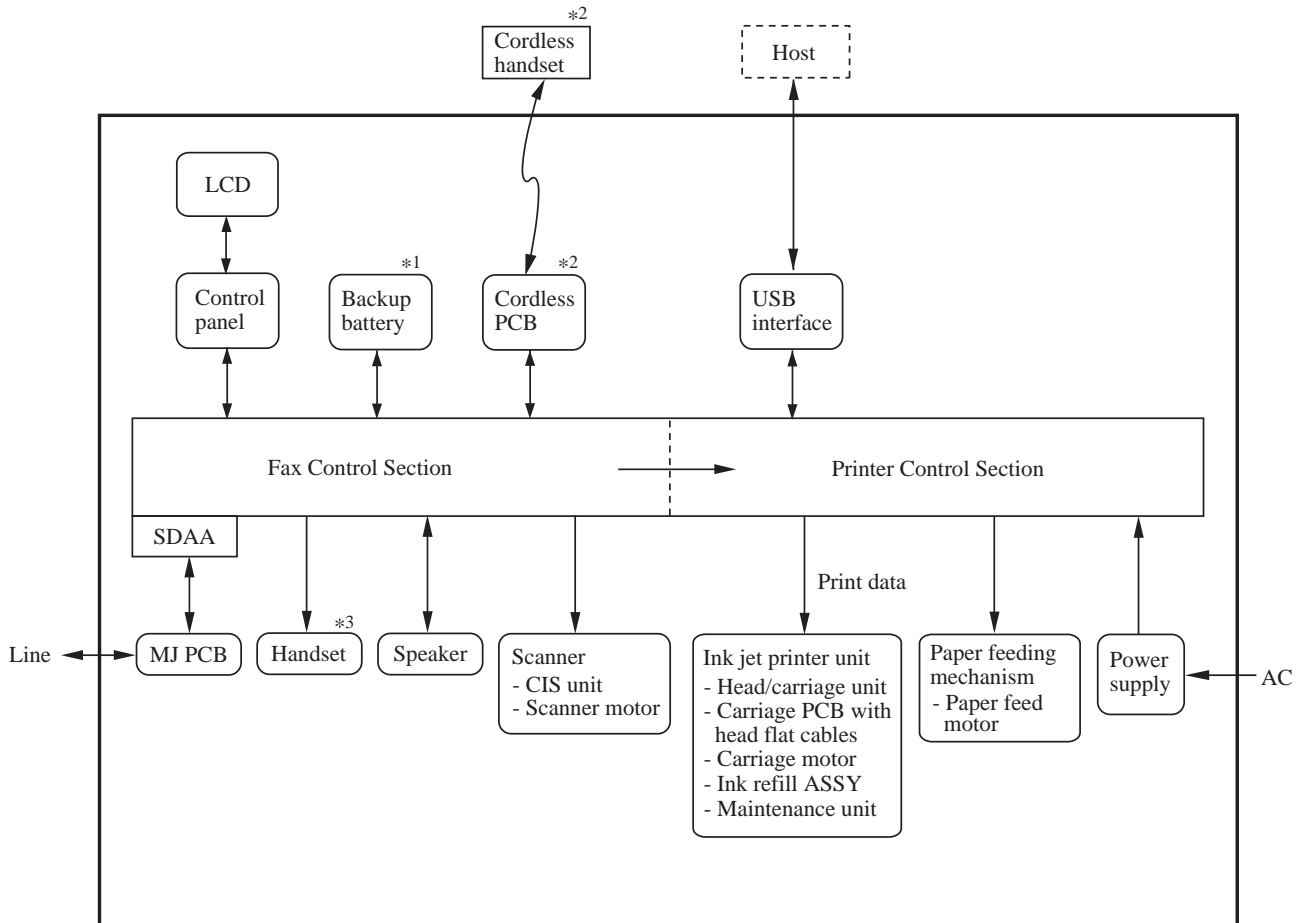 *2
Cordless
handset
Host
LCD
*1
*2
Control
panel
Backup
battery
Cordless
PCB
USB
interface
Fax Control Section
Printer Control Section
SDAA
Print data
*3
Line
MJ PCB
Handset
Speaker
Scanner
- CIS unit
- Scanner motor
Ink jet printer unit
- Head/carriage unit
- Carriage PCB with
head flat cables
- Carriage motor
- Ink refill ASSY
- Maintenance unit
Paper feeding
mechanism
- Paper feed
motor
Power
supply
AC